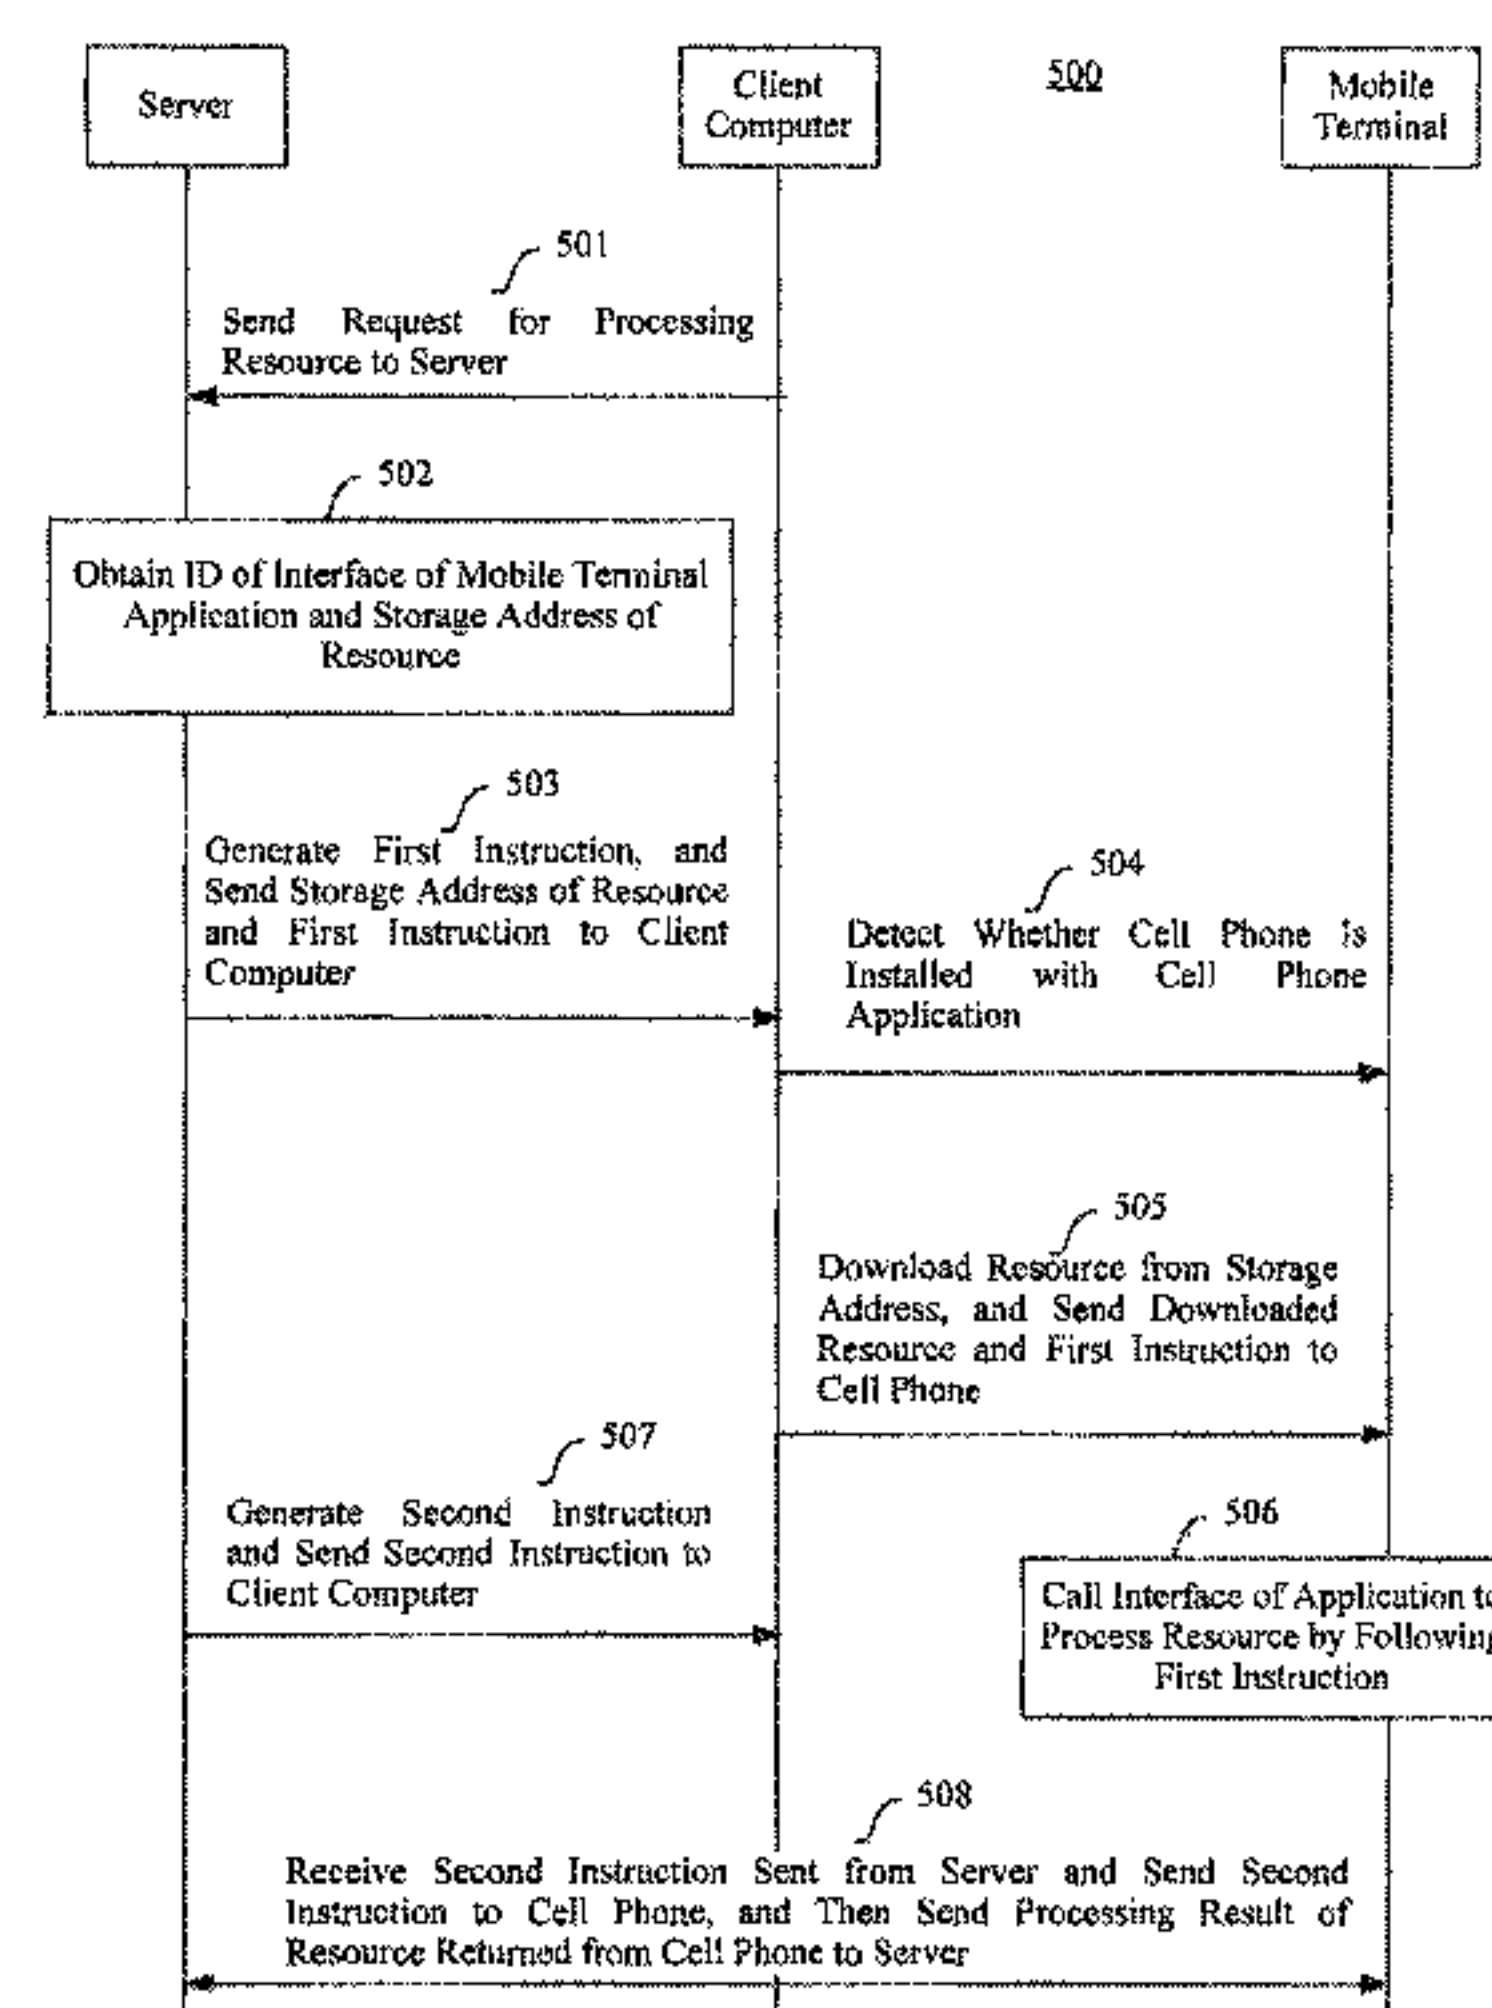 Server
Client
Computer
500
Mobile
Terminal
501
Send Request for Processing
Resource to Server
502
Obtain ID of Interface of Mobile Terminal
Application and Storage Address of
Resource
503
Generate First Instruction, and
Send Storage Address of Resource
and First Instruction to Client
Computer
504
Detect Whether Cell Phone is
Installed with Cell Phone
Application
505
Download Resource from Storage
Address, and Send Downloaded
Resource and First Instruction to
Cell Phone
507
Generate Second Instruction
and Send Second Instruction to
Client Computer
506
Call Interface of Application to
Process Resource by Following
First Instruction
508
Receive Second Instruction Sent from Server and Send Second
Instruction to Cell Phone, and Then Send Processing Result of
Resource Returned from Cell Phone to Server